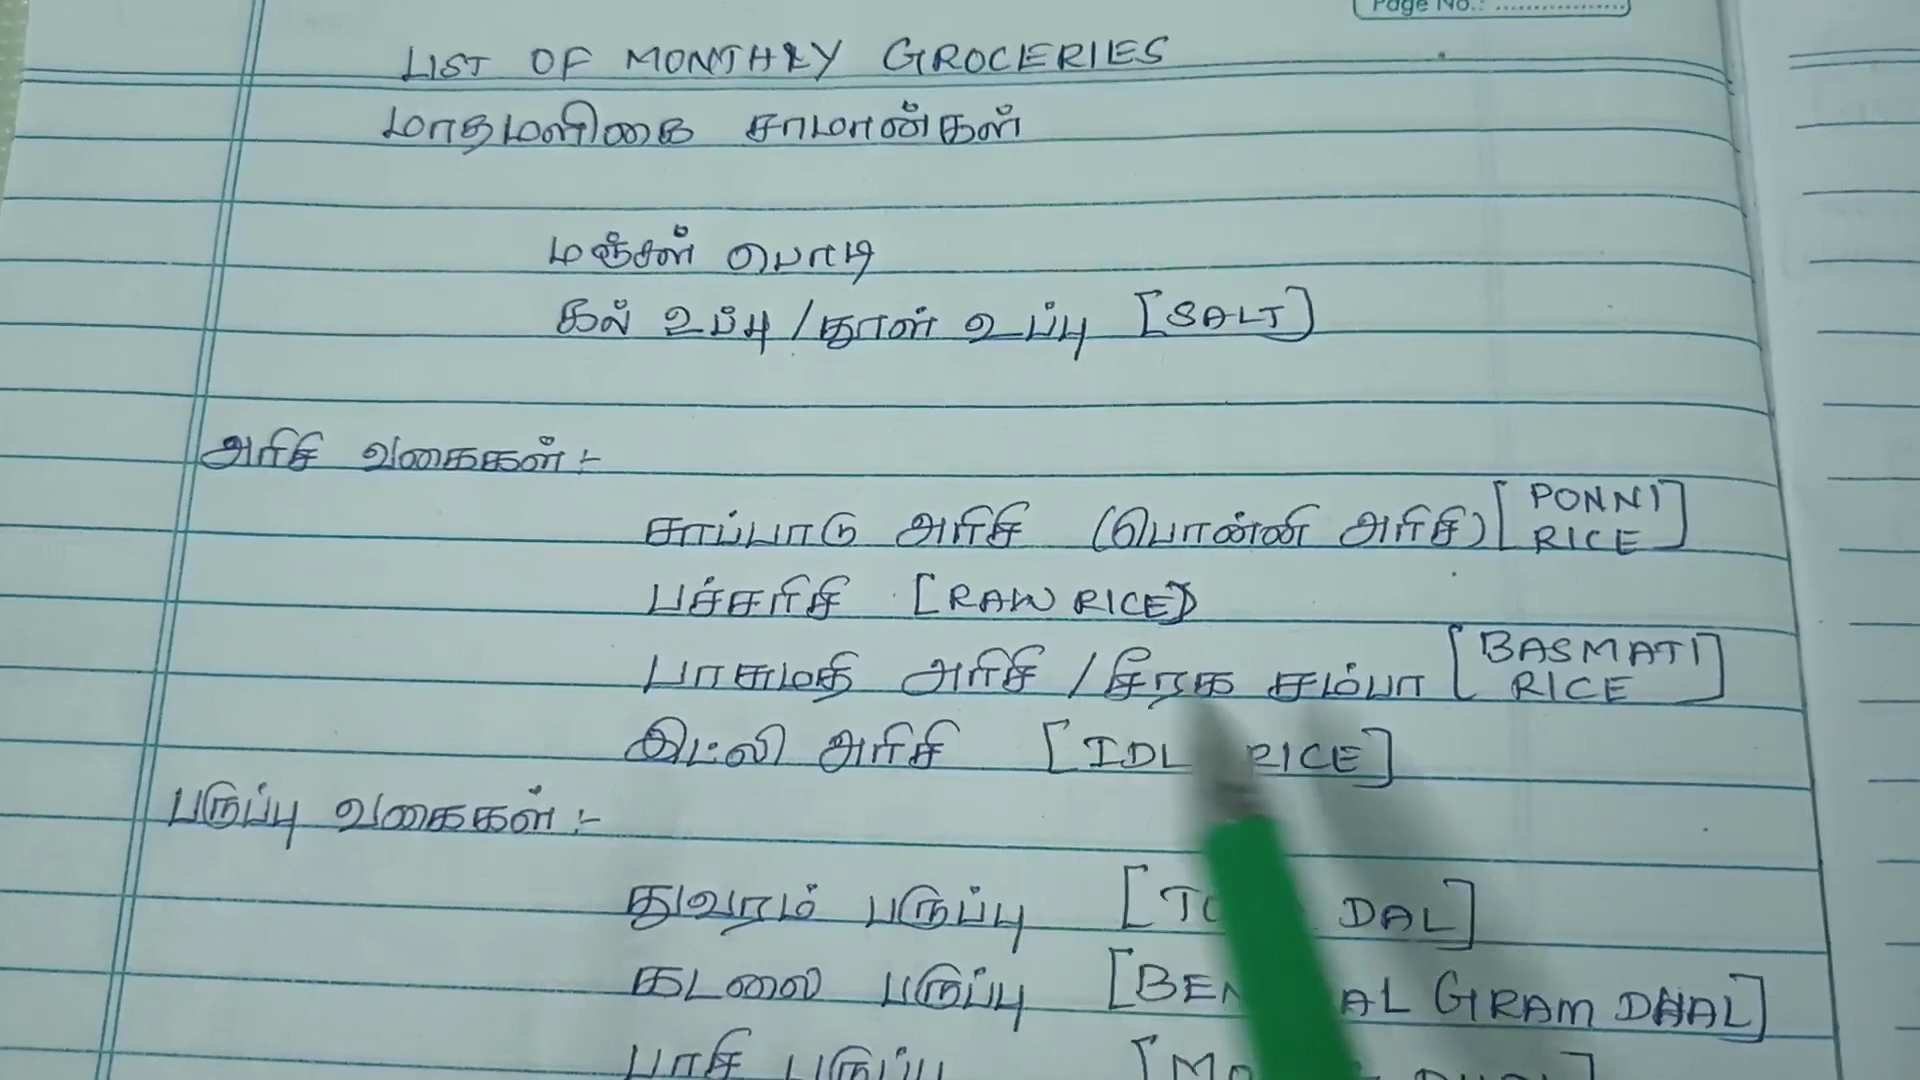 Page No.: ..................
LIST OF MONTHLY GROCERIES
மாதமளிகை சாமான்கள்
மஞ்சள் பொடி
கல் உப்பு / தூள் உப்பு [SALT]
அரிசி வகைகள் :-
சாப்பாடு அரிசி (பொன்னி அரிசி) [PONNI RICE]
பச்சரிசி [RAW RICE]
பாசுமதி அரிசி / சீரக சம்பா [BASMATI RICE]
இட்லி அரிசி [IDL RICE]
பருப்பு வகைகள் :-
துவரம் பருப்பு [ DAL]
கடலை பருப்பு [ GRAM DHAL]
பாசி பருப்பு